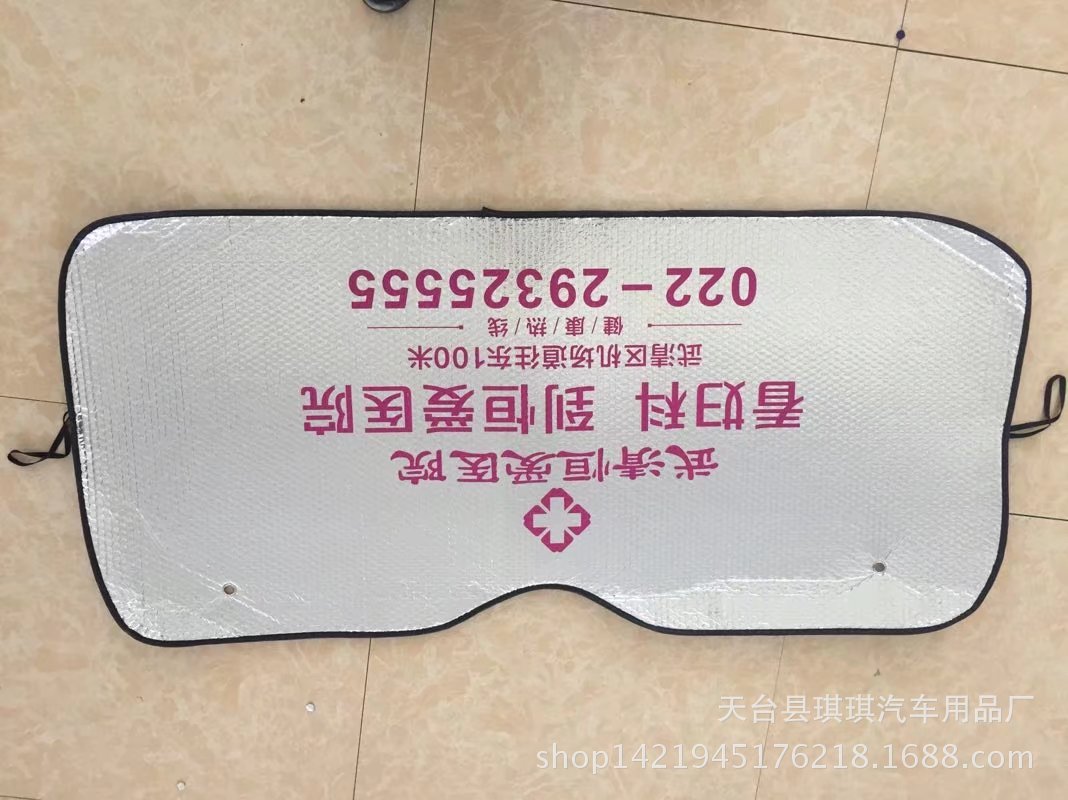 武清恒爱医院
看妇科 到恒爱医院
武清区机场道往东100米
健/康/热/线
022-29325555
天台县琪琪汽车用品厂
shop1421945176218.1688.com